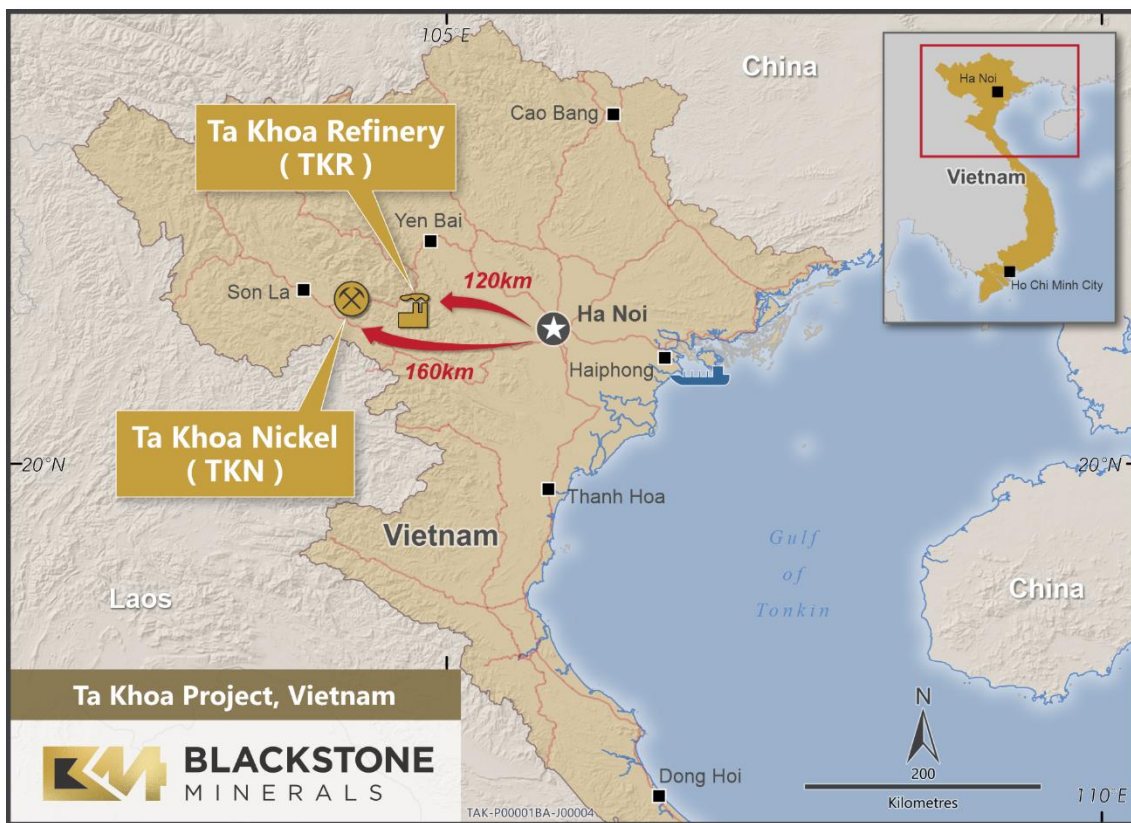 105°E
China
Cao Bang
Ta Khoa Refinery
( TKR )
Yen Bai
Son La
120km
Ha Noi
160km
Haiphong
Ta Khoa Nickel
( TKN )
20°N
20°N
Thanh Hoa
Vietnam
Gulf
of
Tonkin
Laos
China
Ha Noi
Vietnam
Ho Chi Minh City
Ta Khoa Project, Vietnam
BLACKSTONE
MINERALS
TAK-P00001BA-J00004
Dong Hoi
N
200
Kilometres
110°E